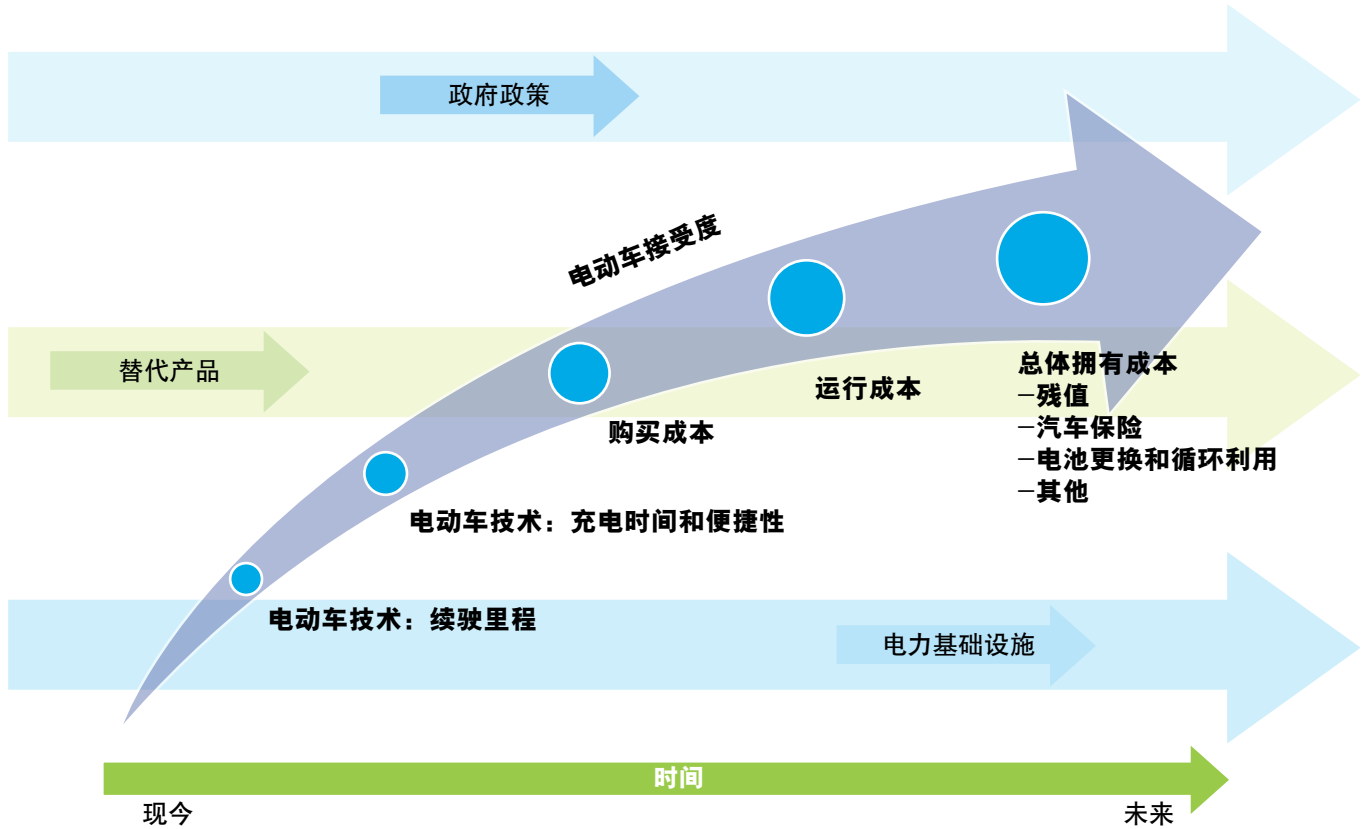 政府政策
电动车接受度
替代产品
运行成本
总体拥有成本
–残值
–汽车保险
–电池更换和循环利用
–其他
购买成本
电动车技术：充电时间和便捷性
电动车技术：续驶里程
电力基础设施
时间
现今
未来